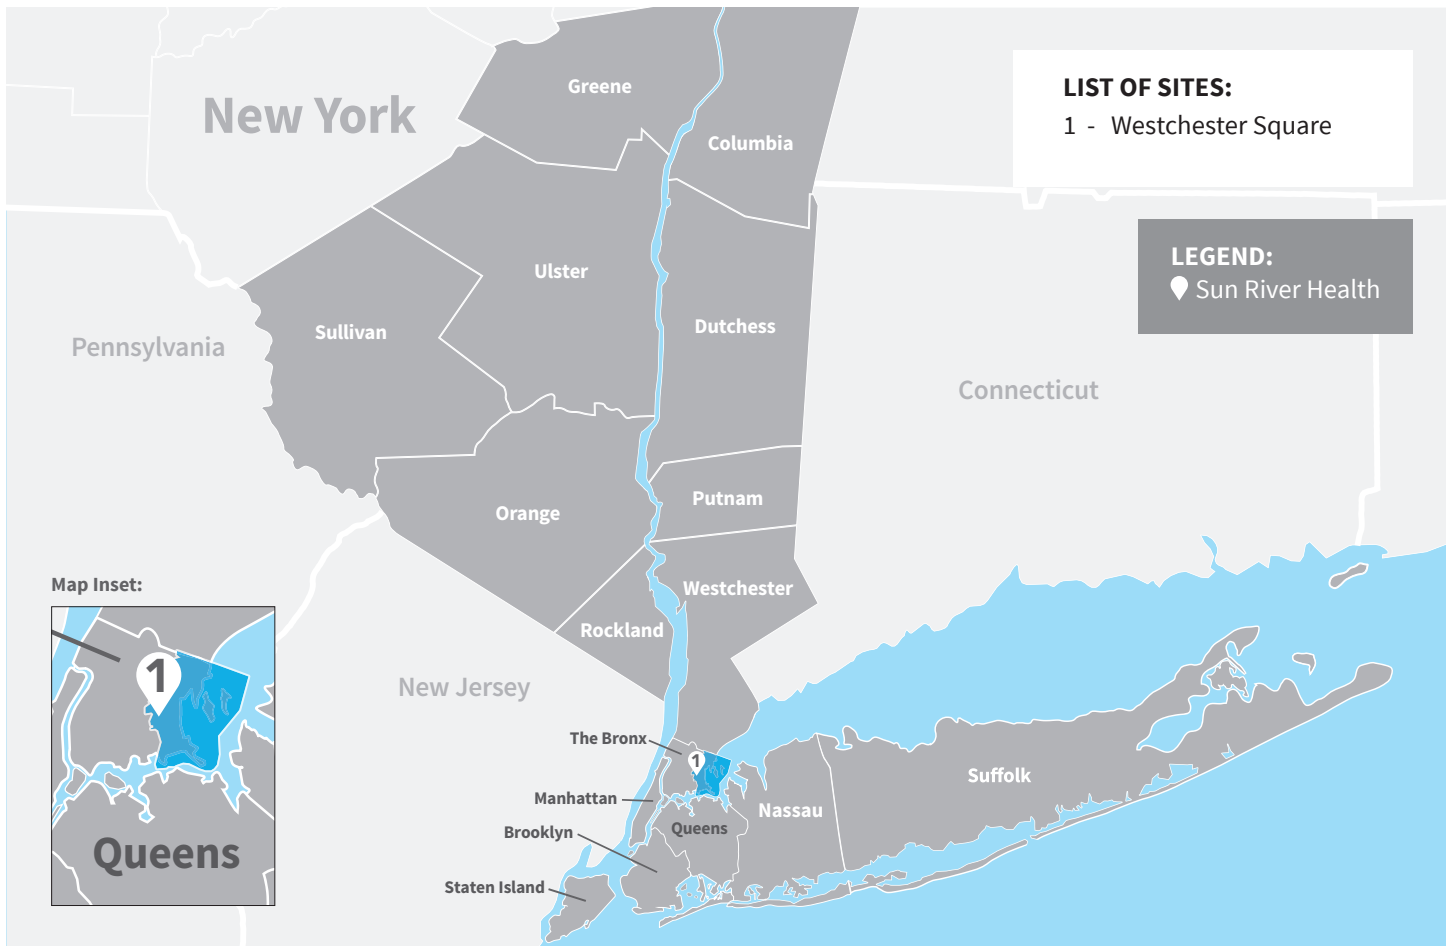 New York
Greene
Columbia
LIST OF SITES:
1 - Westchester Square
LEGEND:
Sun River Health
Ulster
Sullivan
Dutchess
Pennsylvania
Connecticut
Putnam
Orange
Westchester
Rockland
New Jersey
Map Inset:
1
Queens
The Bronx
1
Manhattan
Brooklyn
Queens
Nassau
Suffolk
Staten Island